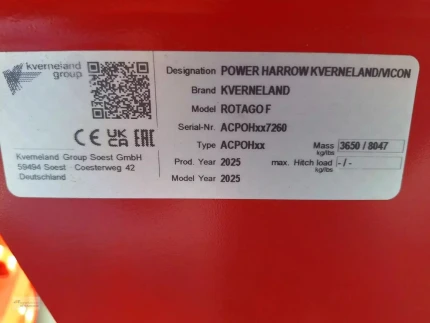 kverneland group
Designation POWER HARROW KVERNELAND/VICON
Brand KVERNELAND
Model ROTAGO F
Serial-Nr. ACPOHxx7260
Type ACPOHxx Mass kg/lbs 3650 / 8047
Prod. Year 2025 max. Hitch load kg/lbs - / -
Model Year 2025
CE UK CA EAC
Kverneland Group Soest GmbH
59494 Soest Coesterweg 42
Deutschland